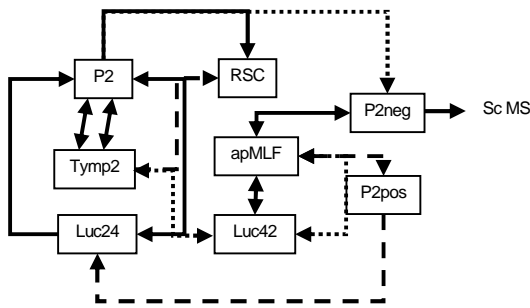 P2
RSC
P2neg
Sc MS
Tymp2
apMLF
P2pos
Luc24
Luc42